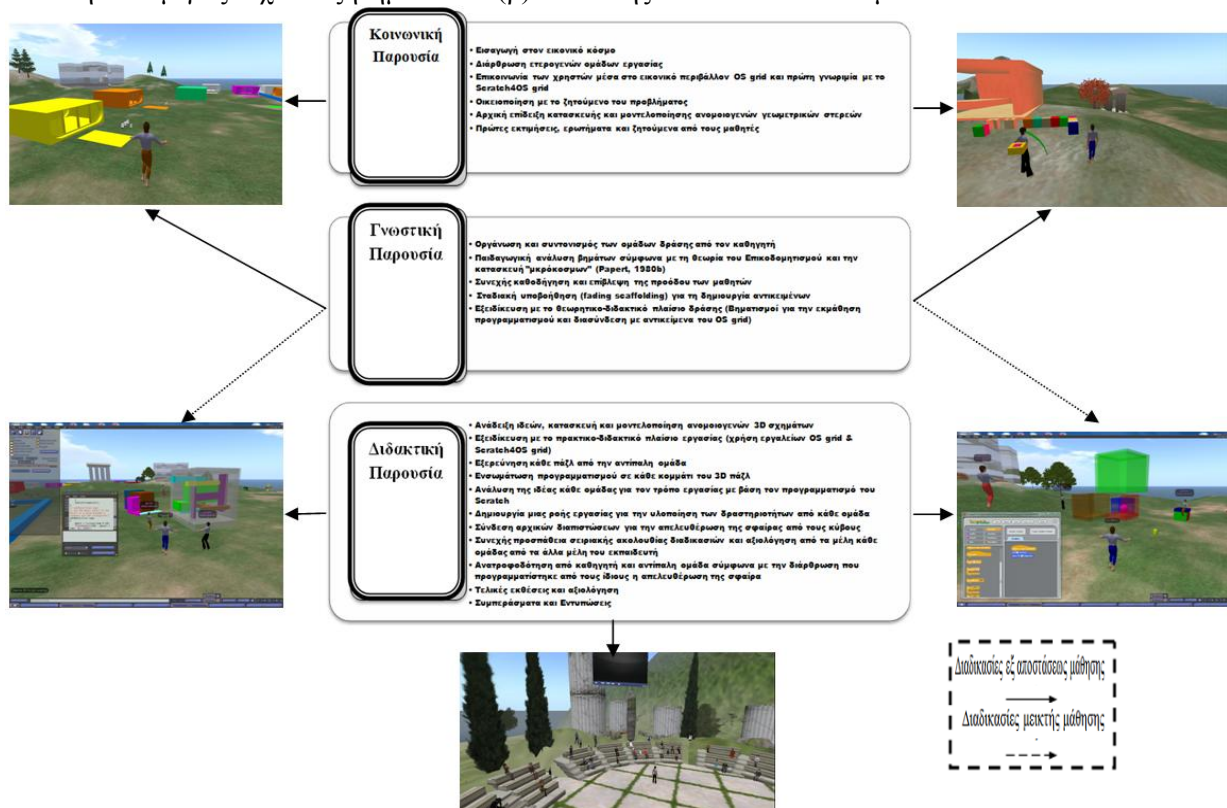 Κοινωνική
Παρουσία
• Εισαγωγή στον εικονικό κόσμο
• Διάρθρωση ετερογενών ομάδων εργασίας
• Επικοινωνία των χρηστών μέσα στο εικονικό περιβάλλον OS grid και πρώτη γνωριμία με το
Scratch4OS grid
• Οικειοποίηση με το ζητούμενο του προβλήματος
• Αρχική επίδειξη κατασκευής και μοντελοποίησης ανομοιογενών γεωμετρικών στερεών
• Πρώτες εκτιμήσεις, ερωτήματα και ζητούμενα από τους μαθητές
Γνωστική
Παρουσία
• Οργάνωση και συντονισμός των ομάδων δράσης από τον καθηγητή
• Παιδαγωγική ανάλυση βημάτων σύμφωνα με τη θεωρία του Επικοδομητισμού και την
κατασκευή "μικρόκοσμων" (Papert, 1980b)
• Συνεχής καθοδήγηση και επίβλεψη της προόδου των μαθητών
• Σταδιακή υποβοήθηση (fading scaffolding) για τη δημιουργία αντικειμένων
• Εξειδίκευση με το θεωρητικο-διδακτικό πλαίσιο δράσης (Βηματισμοί για την εκμάθηση
προγραμματισμού και διασύνδεση με αντικείμενα του OS grid)
Διδακτική
Παρουσία
• Ανάδειξη ιδεών, κατασκευή και μοντελοποίηση ανομοιογενών 3D σχημάτων
• Εξειδίκευση με το πρακτικο-διδακτικό πλαίσιο εργασίας (χρήση εργαλείων OS grid &
Scratch4OS grid)
• Εξερεύνηση κάθε πάζλ από την αντίπαλη ομάδα
• Ενσωμάτωση προγραμματισμού σε κάθε κομμάτι του 3D πάζλ
• Ανάλυση της ιδέας κάθε ομάδας για τον τρόπο εργασίας με βάση τον προγραμματισμό του
Scratch
• Δημιουργία μιας ροής εργασίας για την υλοποίηση των δραστηριοτήτων από κάθε ομάδα
• Σύνδεση αρχικών διαπιστώσεων για την απελευθέρωση της σφαίρας από τους κύβους
• Συνεχής προσπάθεια σειριακής ακολουθίας διαδικασιών και αξιολόγηση από τα μέλη κάθε
ομάδας από τα άλλα μέλη του εκπαιδευτή
• Ανατροφοδότηση από καθηγητή και αντίπαλη ομάδα σύμφωνα με την διάρθρωση που
προγραμματίστηκε από τους ίδιους η απελευθέρωση της σφαίρα
• Τελικές εκθέσεις και αξιολόγηση
• Συμπεράσματα και Εντυπώσεις
Διαδικασίες εξ αποστάσεως μάθησης
Διαδικασίες μεικτής μάθησης